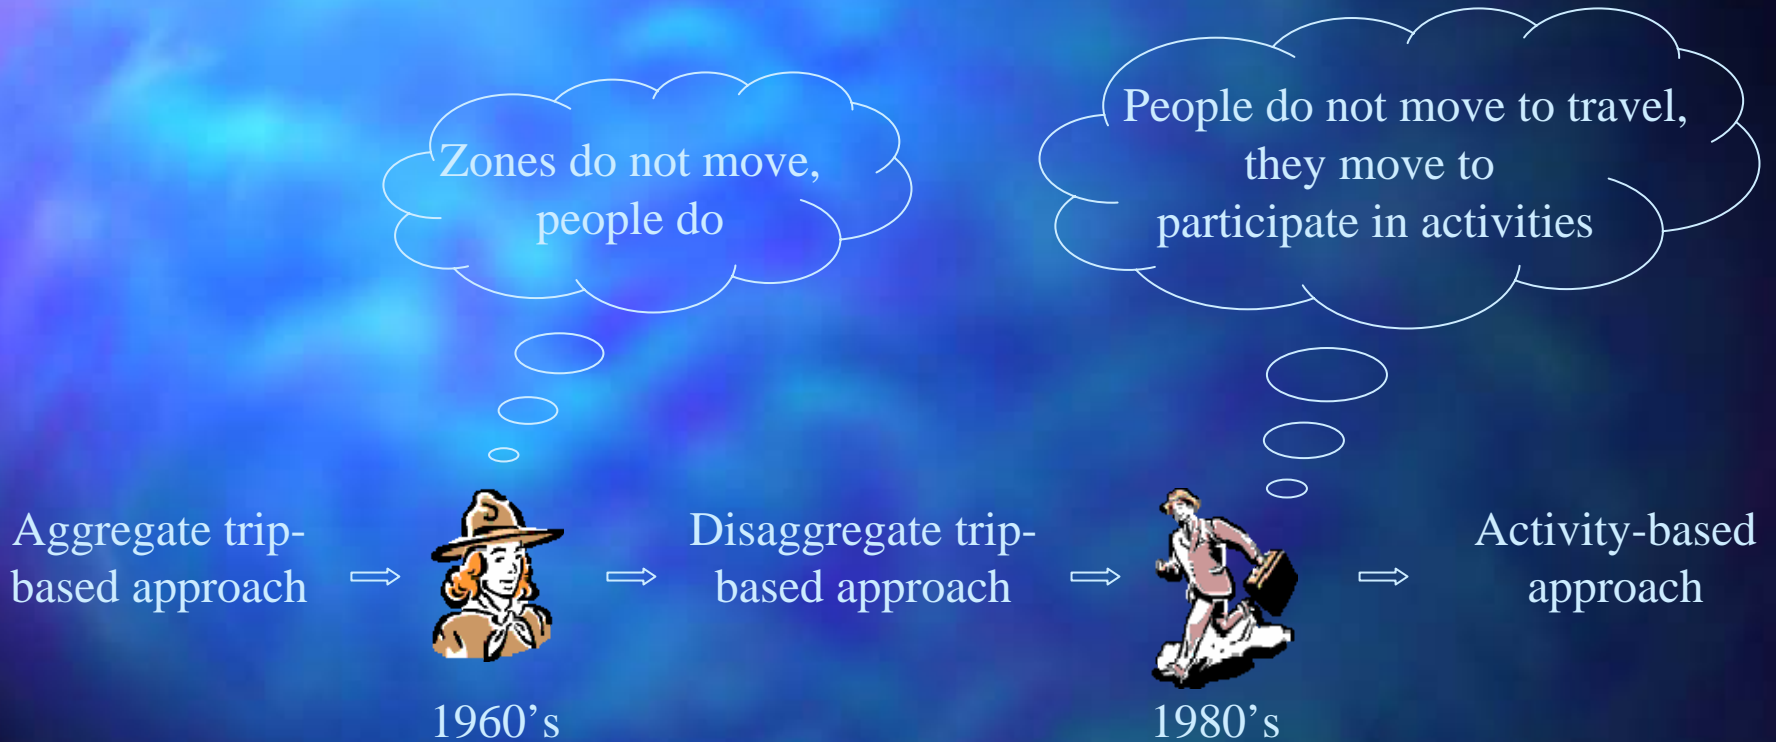 Zones do not move,
people do
People do not move to travel,
they move to
participate in activities
Aggregate trip-
based approach
Disaggregate trip-
based approach
Activity-based
approach
1960’s
1980’s